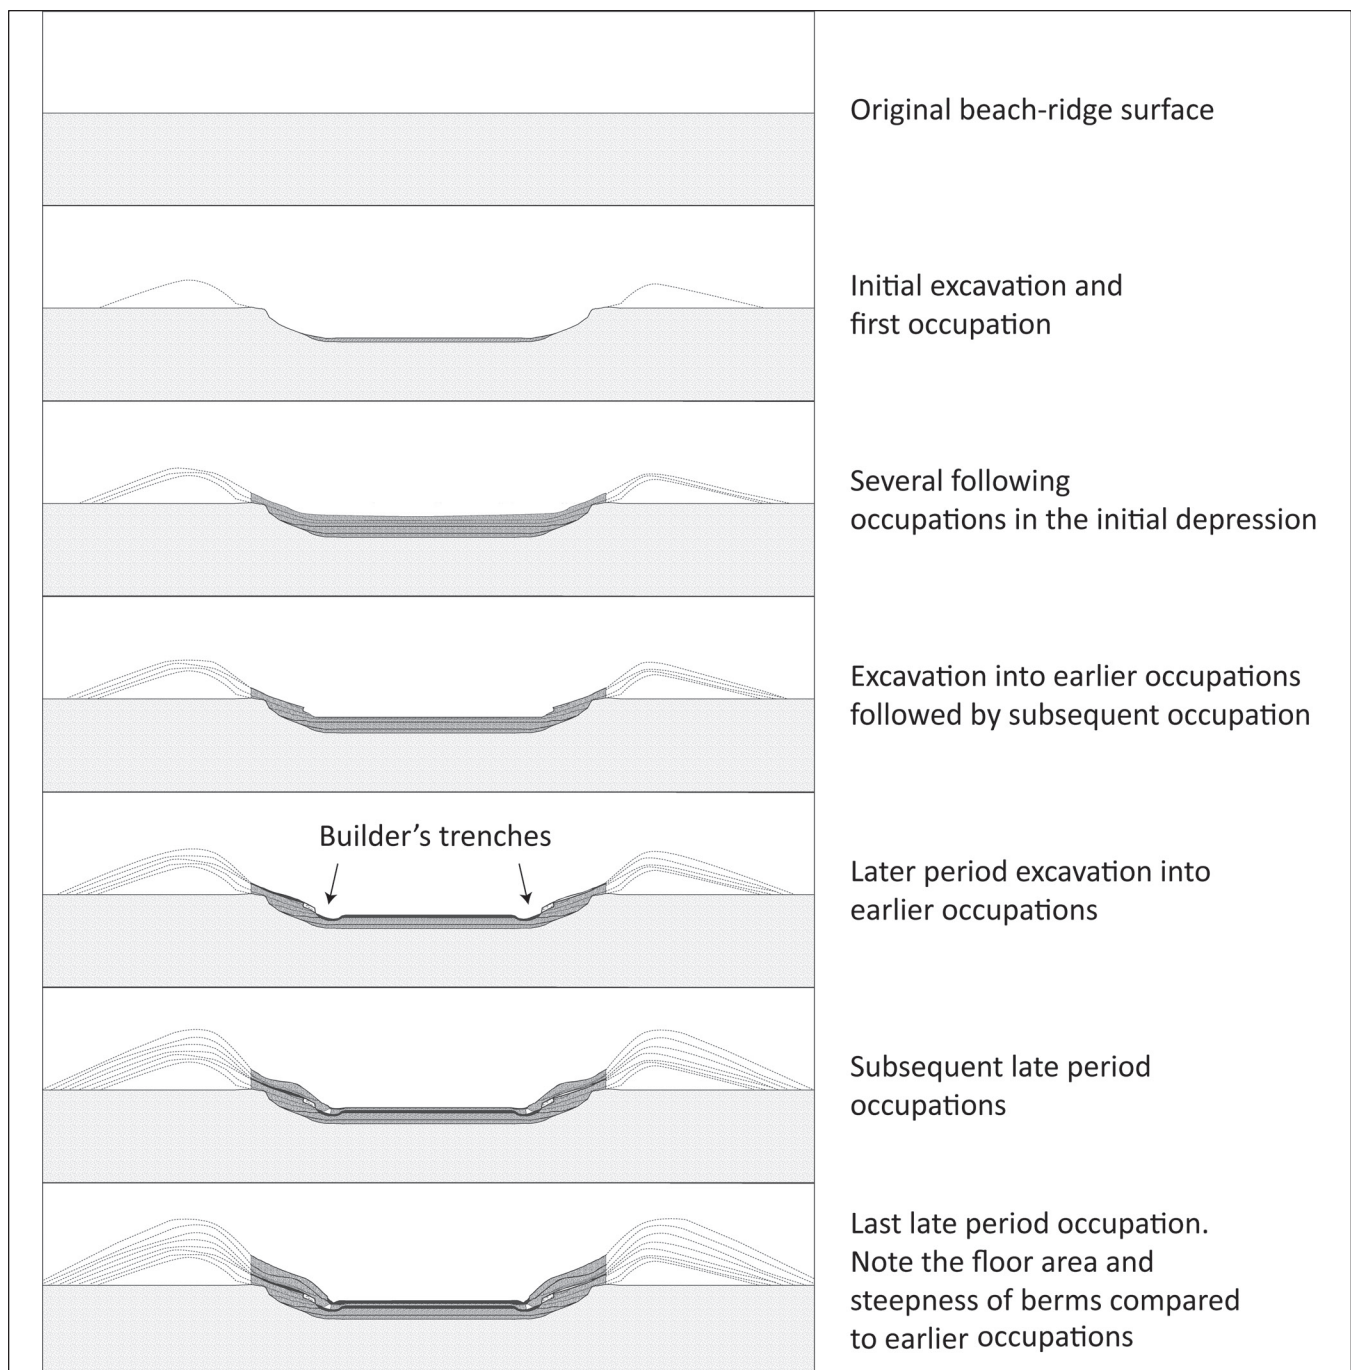 Original beach-ridge surface
Initial excavation and
first occupation
Several following
occupations in the initial depression
Excavation into earlier occupations
followed by subsequent occupation
Builder’s trenches
Later period excavation into
earlier occupations
Subsequent late period
occupations
Last late period occupation.
Note the floor area and
steepness of berms compared
to earlier occupations